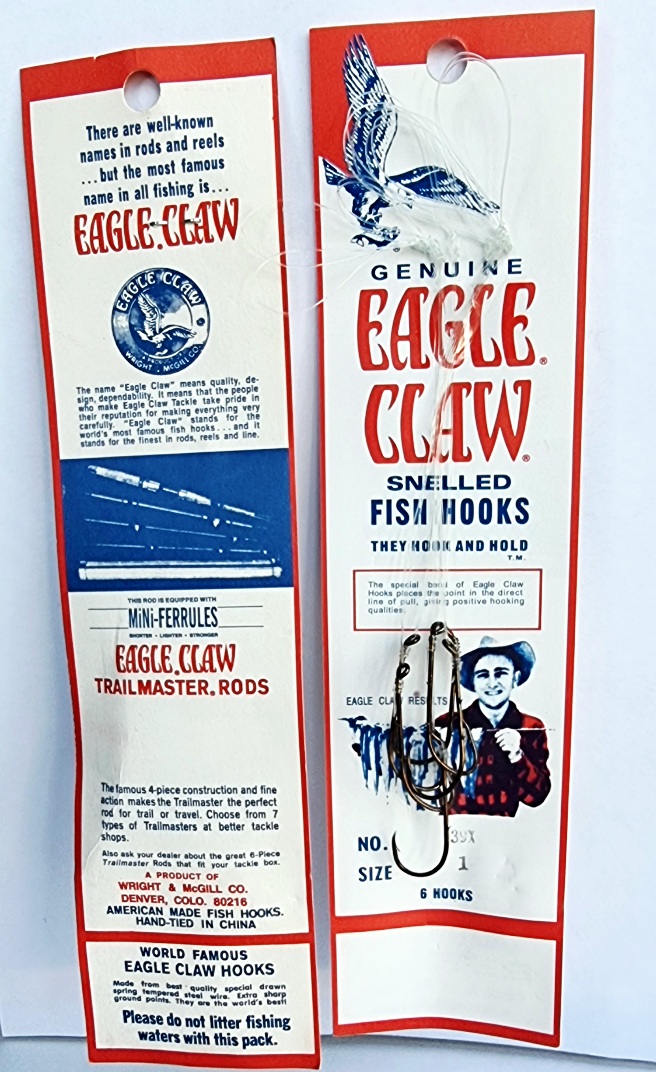 There are well-known
names in rods and reels
...but the most famous
name in all fishing is...
EAGLE CLAW
EAGLE CLAW
A PRODUCT OF
WRIGHT & McGILL CO.
The name "Eagle Claw" means quality, de-
sign, dependability. It means that the people
who make Eagle Claw Tackle take pride in
their reputation for making everything very
carefully. "Eagle Claw" stands for the
world's most famous fish hooks...and it
stands for the finest in rods, reels and line.
THIS ROD IS EQUIPPED WITH
MiNi-FERRULES
SHORTER • LIGHTER • STRONGER
EAGLE CLAW
TRAILMASTER® RODS
The famous 4-piece construction and fine
action makes the Trailmaster the perfect
rod for trail or travel. Choose from 7
types of Trailmasters at better tackle
shops.
Also ask your dealer about the great 6-Piece
Trailmaster Rods that fit your tackle box.
A PRODUCT OF
WRIGHT & McGILL CO.
DENVER, COLO. 80216
AMERICAN MADE FISH HOOKS.
HAND-TIED IN CHINA
WORLD FAMOUS
EAGLE CLAW HOOKS
Made from best quality special drawn
spring tempered steel wire. Extra sharp
ground points. They are the world's best!
Please do not litter fishing
waters with this pack.
GENUINE
EAGLE®
CLAW®
SNELLED
FISH HOOKS
THEY HOOK AND HOLD
T.M.
The special bend of Eagle Claw
Hooks places the point in the direct
line of pull, giving positive hooking
qualities.
EAGLE CLAW RESULTS
NO. 39X
SIZE 1
6 HOOKS